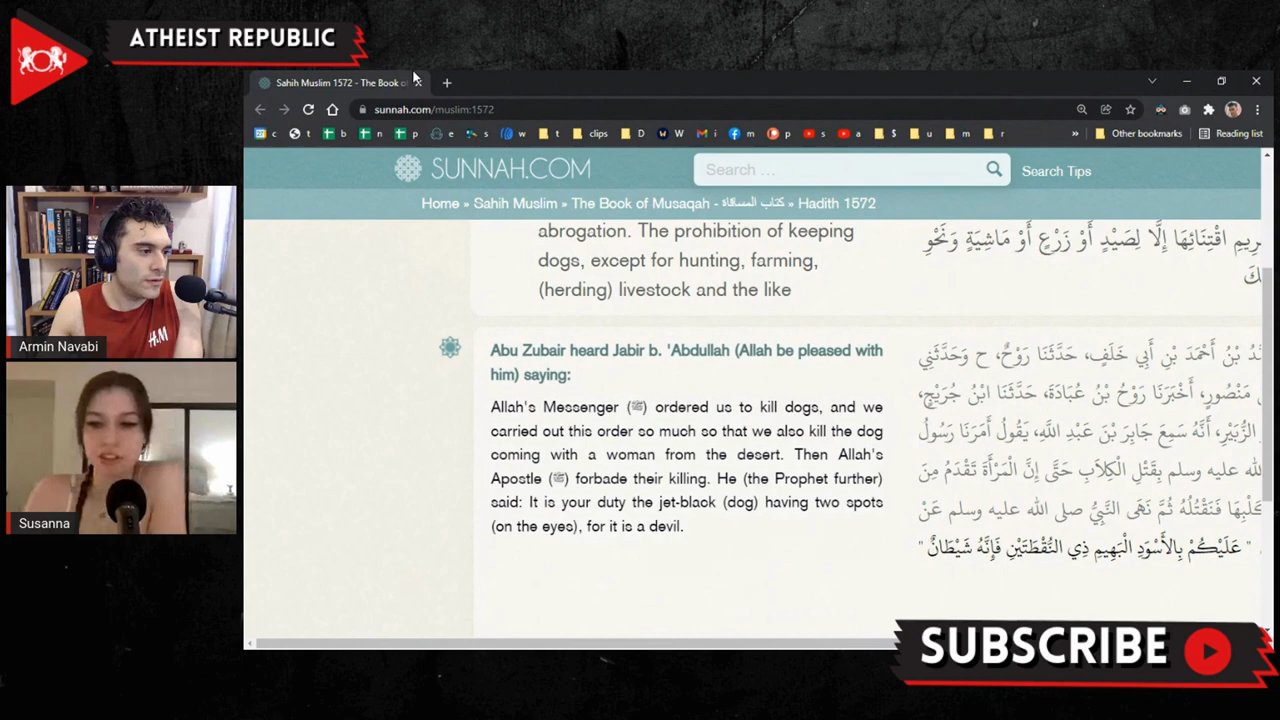 ATHEIST REPUBLIC
Sahih Muslim 1572 - The Book of
sunnah.com/muslim:1572
c t b n p e s w t clips D W i m p s a $ u m r » Other bookmarks Reading list
SUNNAH.COM
Search ...
Search Tips
Home » Sahih Muslim » The Book of Musaqah - كتاب المساقاة » Hadith 1572
abrogation. The prohibition of keeping
dogs, except for hunting, farming,
(herding) livestock and the like
اقْتِنَائِهَا إِلَّا لِصَيْدٍ أَوْ زَرْعٍ أَوْ مَاشِيَةٍ وَنَحْوِ
Abu Zubair heard Jabir b. 'Abdullah (Allah be pleased with
him) saying:
Allah's Messenger (ﷺ) ordered us to kill dogs, and we
carried out this order so much so that we also kill the dog
coming with a woman from the desert. Then Allah's
Apostle (ﷺ) forbade their killing. He (the Prophet further)
said: It is your duty the jet-black (dog) having two spots
(on the eyes), for it is a devil.
بْنُ أَحْمَدَ بْنِ أَبِي خَلَفٍ، حَدَّثَنَا رَوْحٌ، ح وَحَدَّثَنِي
مَنْصُورٍ، أَخْبَرَنَا رَوْحُ بْنُ عُبَادَةَ، حَدَّثَنَا ابْنُ جُرَيْجٍ،
الزُّبَيْرِ، أَنَّهُ سَمِعَ جَابِرَ بْنَ عَبْدِ اللَّهِ، يَقُولُ أَمَرَنَا رَسُولُ
عليه وسلم بِقَتْلِ الْكِلاَبِ حَتَّى إِنَّ الْمَرْأَةَ تَقْدَمُ مِنَ
فَنَقْتُلُهُ ثُمَّ نَهَى النَّبِيُّ صلى الله عليه وسلم عَنْ
" عَلَيْكُمْ بِالأَسْوَدِ الْبَهِيمِ ذِي النُّقْطَتَيْنِ فَإِنَّهُ شَيْطَانٌ "
Armin Navabi
H&M
Susanna
SUBSCRIBE